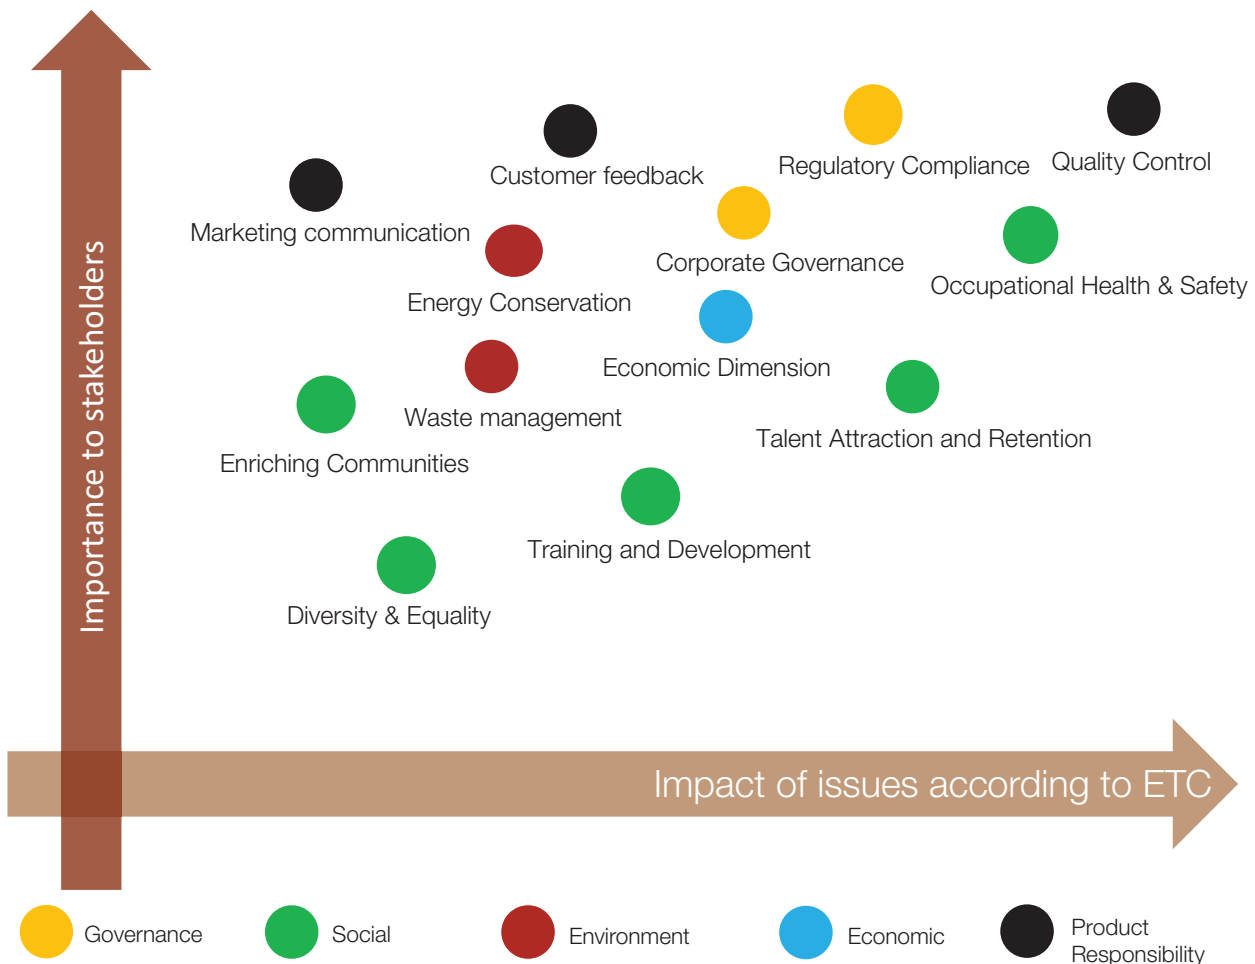 Importance to stakeholders
Customer feedback
Regulatory Compliance
Quality Control
Marketing communication
Corporate Governance
Occupational Health & Safety
Energy Conservation
Economic Dimension
Waste management
Talent Attraction and Retention
Enriching Communities
Training and Development
Diversity & Equality
Impact of issues according to ETC
Governance
Social
Environment
Economic
Product
Responsibility